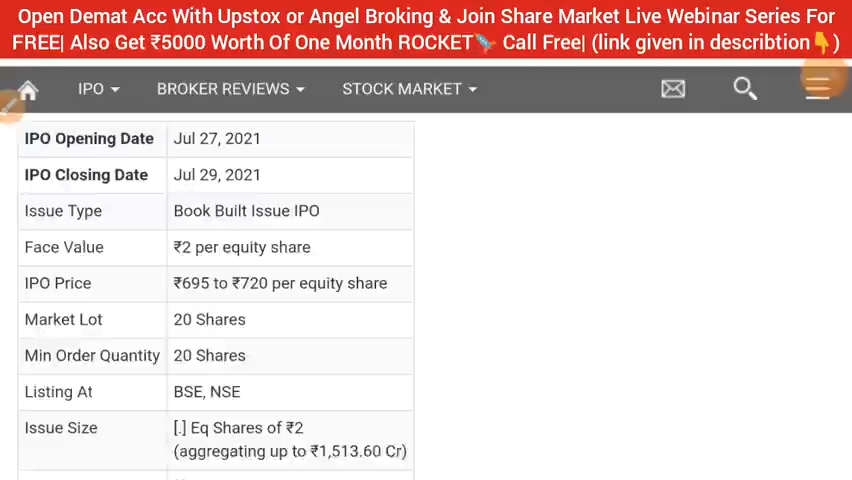 Open Demat Acc With Upstox or Angel Broking & Join Share Market Live Webinar Series For
FREE| Also Get ₹5000 Worth Of One Month ROCKET🚀 Call Free| (link given in describtion👇)
IPO BROKER REVIEWS STOCK MARKET
IPO Opening Date Jul 27, 2021
IPO Closing Date Jul 29, 2021
Issue Type Book Built Issue IPO
Face Value ₹2 per equity share
IPO Price ₹695 to ₹720 per equity share
Market Lot 20 Shares
Min Order Quantity 20 Shares
Listing At BSE, NSE
Issue Size [.] Eq Shares of ₹2
(aggregating up to ₹1,513.60 Cr)